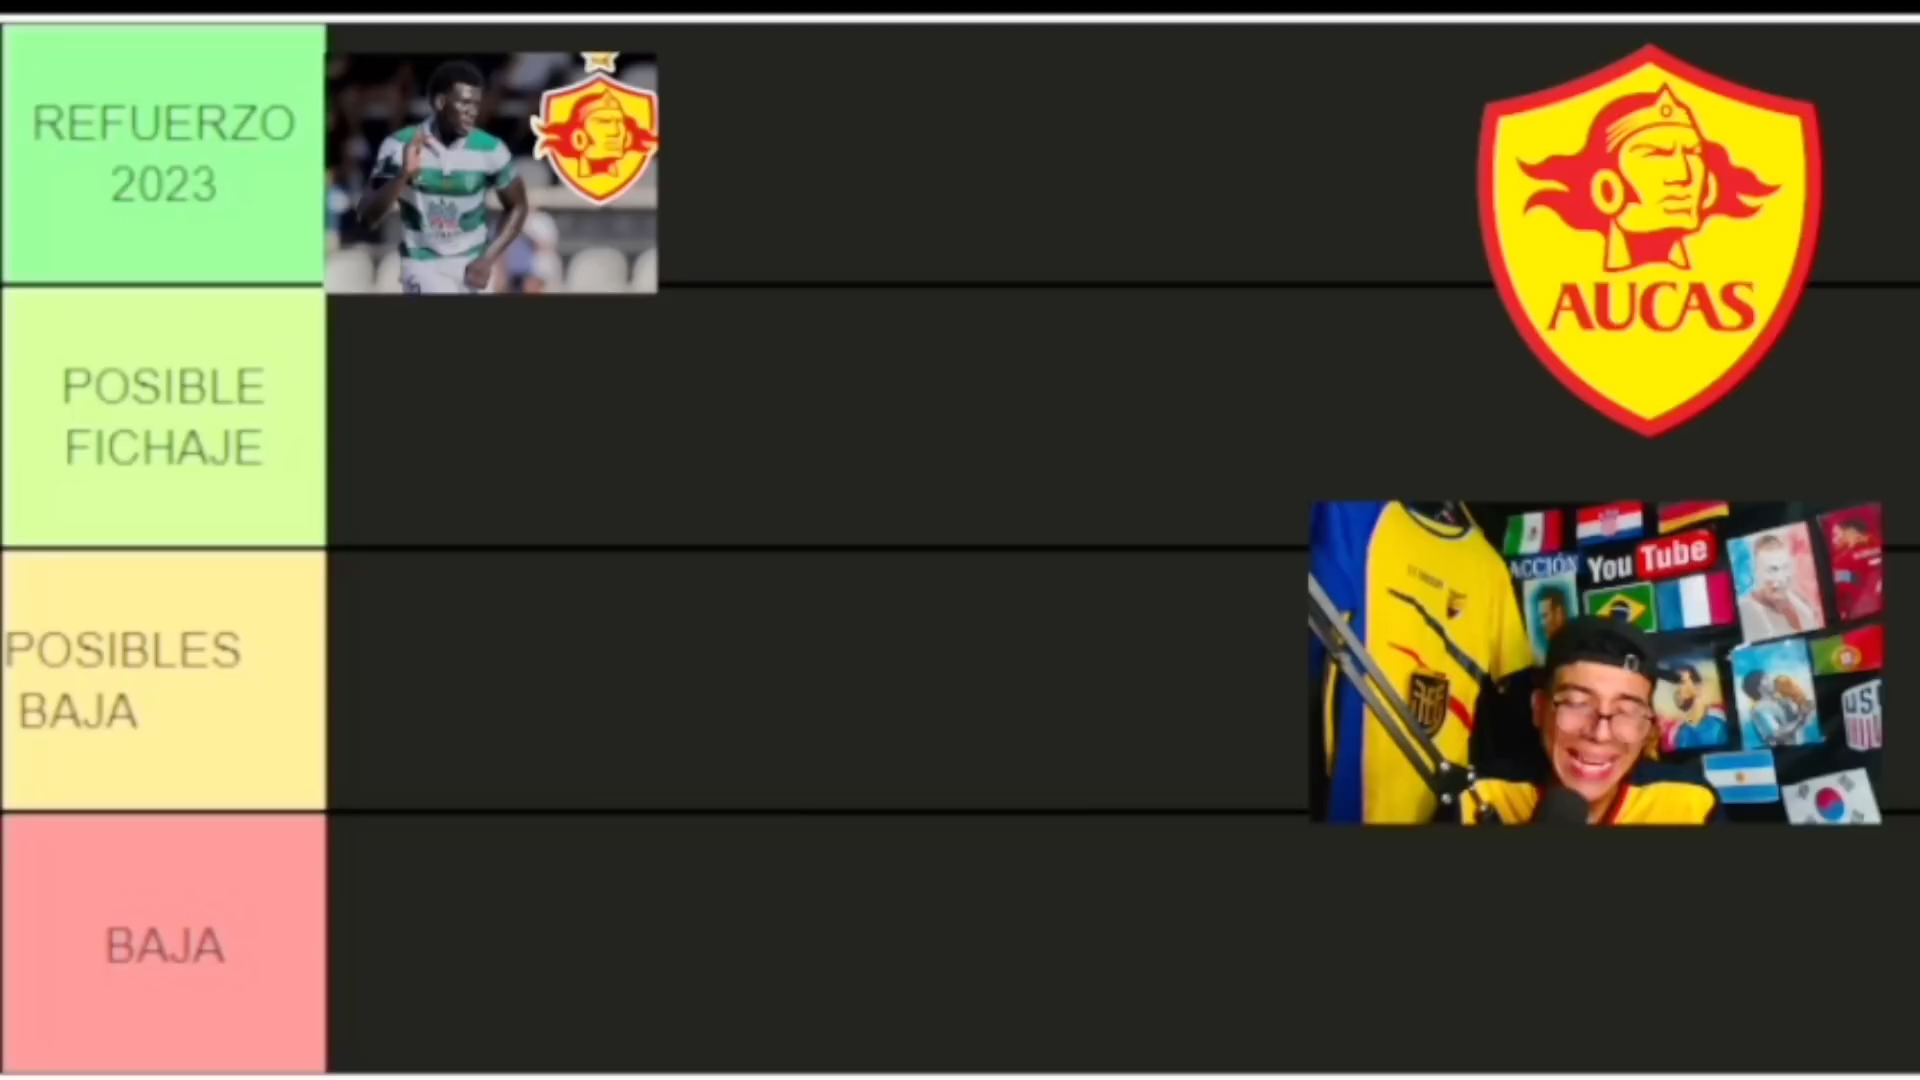 REFUERZO
2023
AUCAS
POSIBLE
FICHAJE
ACCIÓN
You Tube
POSIBLES
BAJA
BAJA